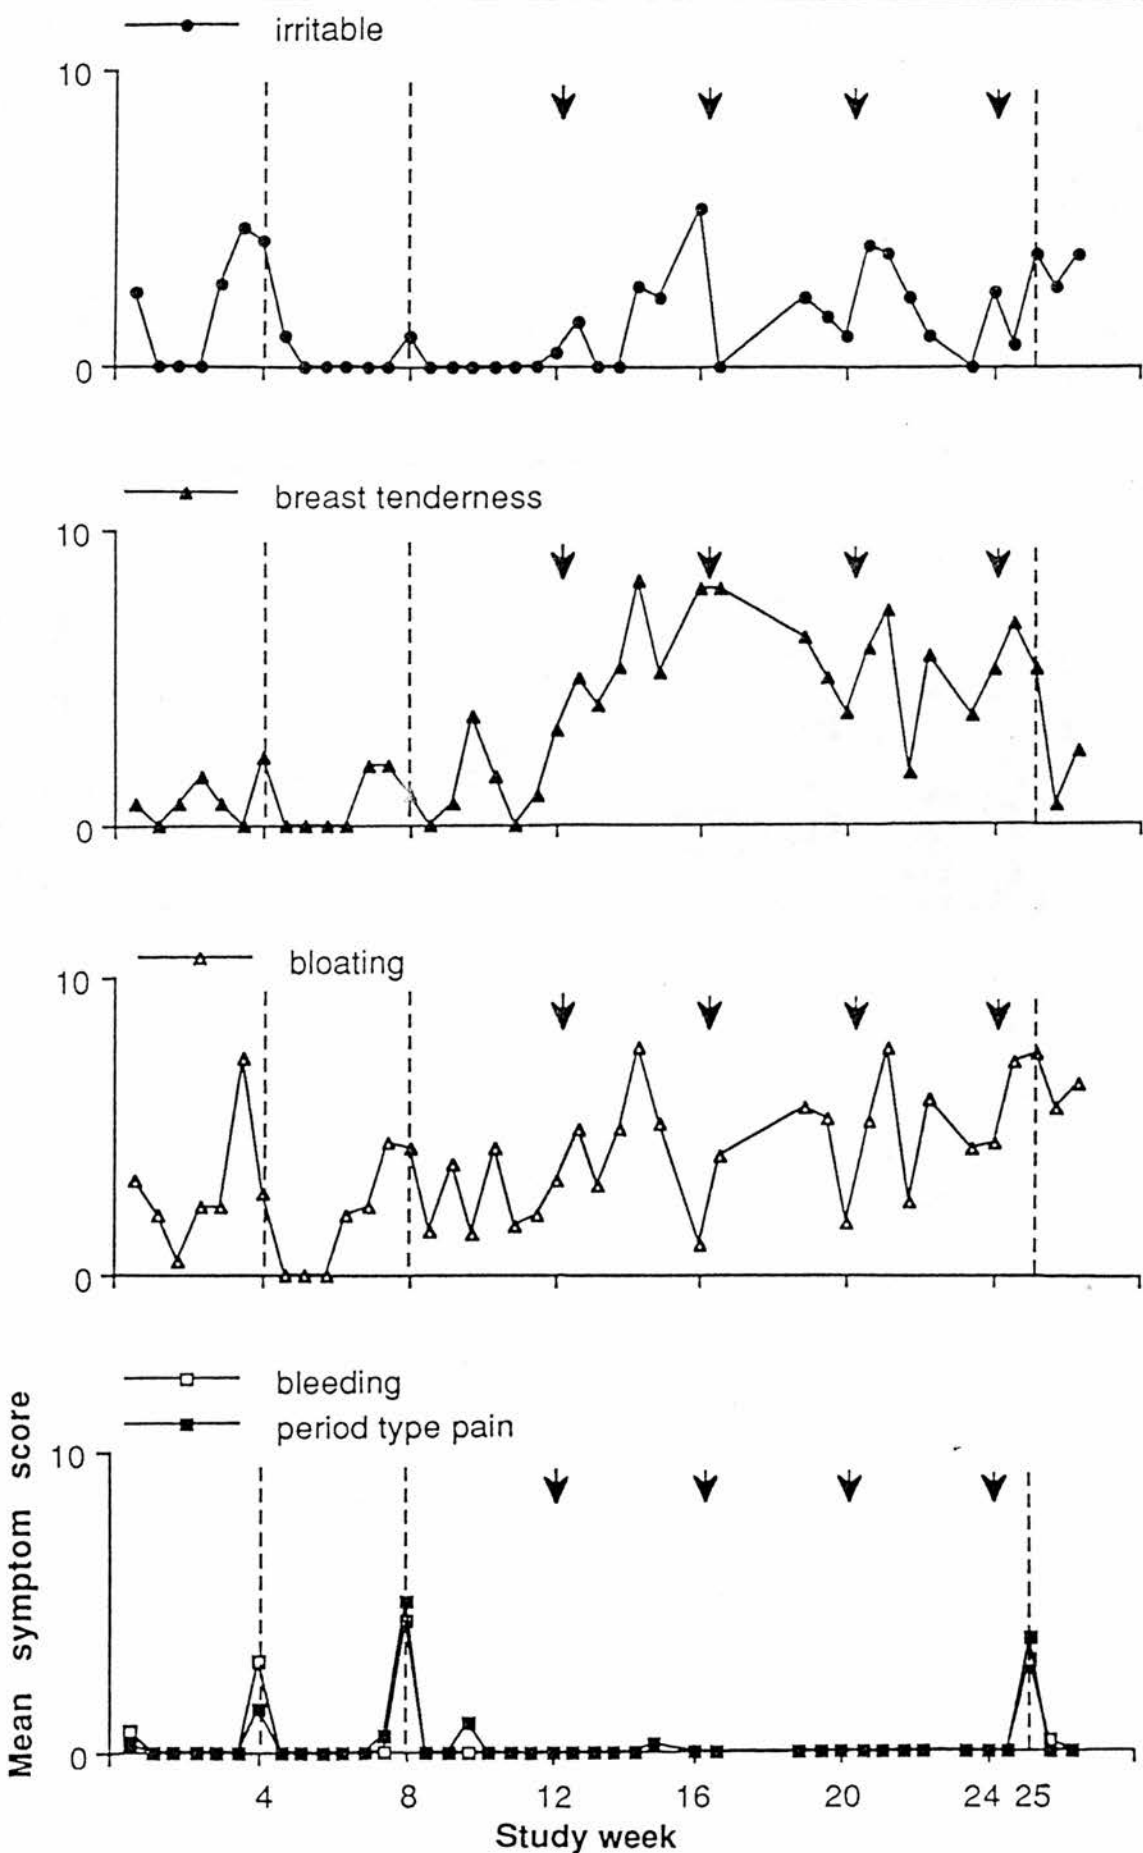 irritable
10
0
breast tenderness
10
0
bloating
10
0
bleeding
period type pain
10
0
Mean symptom score
4 8 12 16 20 24 25
Study week